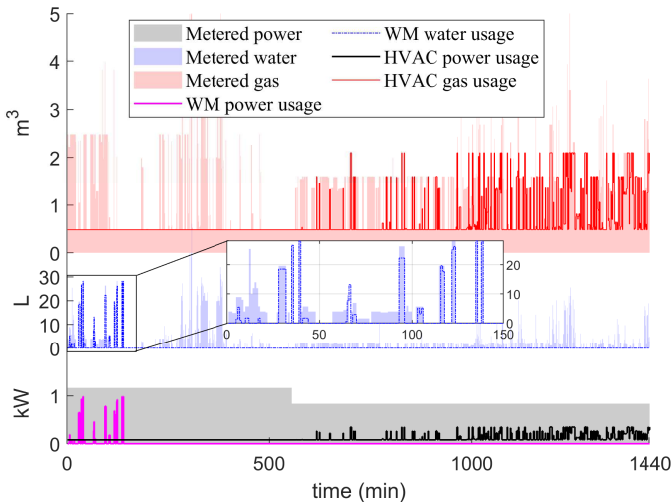 Metered power
Metered water
Metered gas
WM power usage
WM water usage
HVAC power usage
HVAC gas usage
m³
5
4
3
2
1
0
L
30
20
10
0
20
10
0
0 50 100 150
kW
1
0
0 500 1000 1440
time (min)